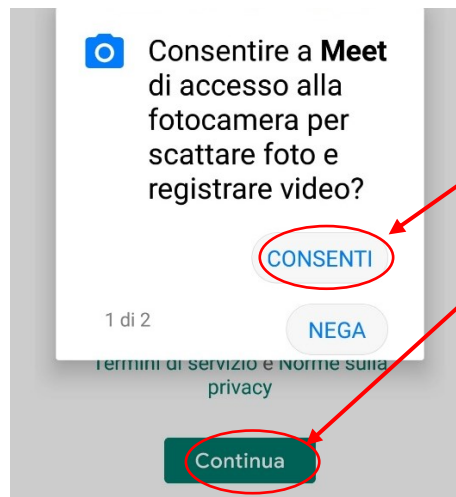 Consentire a Meet
di accesso alla
fotocamera per
scattare foto e
registrare video?
CONSENTI
1 di 2
NEGA
Termini di servizio e Norme sulla
privacy
Continua